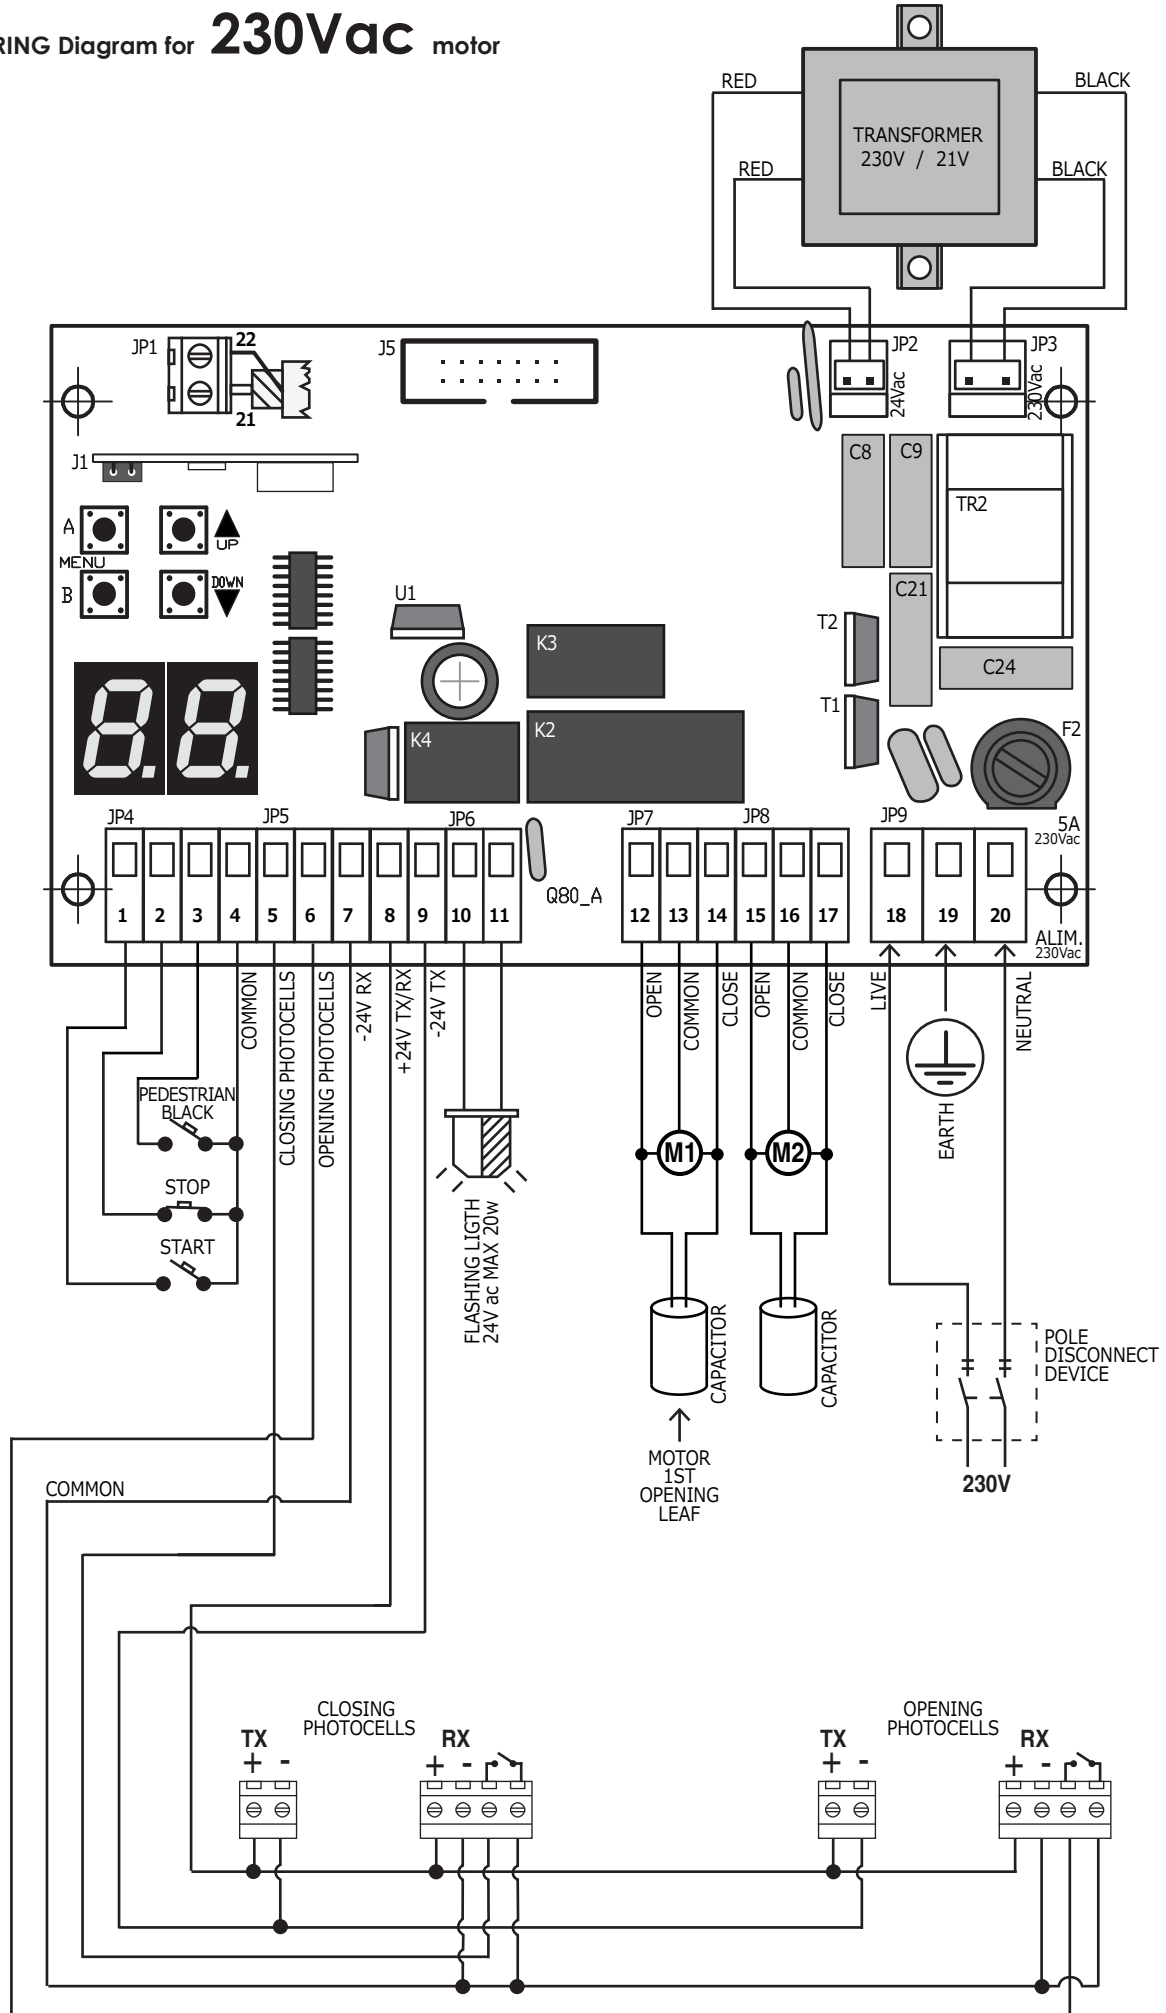 RING Diagram for 230Vac motor
RED
BLACK
TRANSFORMER
230V / 21V
RED
BLACK
JP1
22
21
J5
JP2
24Vac
JP3
230Vac
J1
C8
C9
TR2
A
UP
MENU
B
DOWN
U1
C21
T2
K3
C24
T1
K4
K2
F2
88
JP4
JP5
JP6
JP7
JP8
JP9
5A
230Vac
Q80_A
1
2
3
4
5
6
7
8
9
10
11
12
13
14
15
16
17
18
19
20
ALIM.
230Vac
COMMON
CLOSING PHOTOCELLS
OPENING PHOTOCELLS
-24V RX
+24V TX/RX
-24V TX
OPEN
COMMON
CLOSE
OPEN
COMMON
CLOSE
LIVE
EARTH
NEUTRAL
PEDESTRIAN
BLACK
STOP
START
FLASHING LIGTH
24V ac MAX 20w
M1
M2
CAPACITOR
CAPACITOR
POLE
DISCONNECT
DEVICE
230V
MOTOR
1ST
OPENING
LEAF
COMMON
CLOSING
PHOTOCELLS
TX
+ -
RX
+ -
OPENING
PHOTOCELLS
TX
+ -
RX
+ -